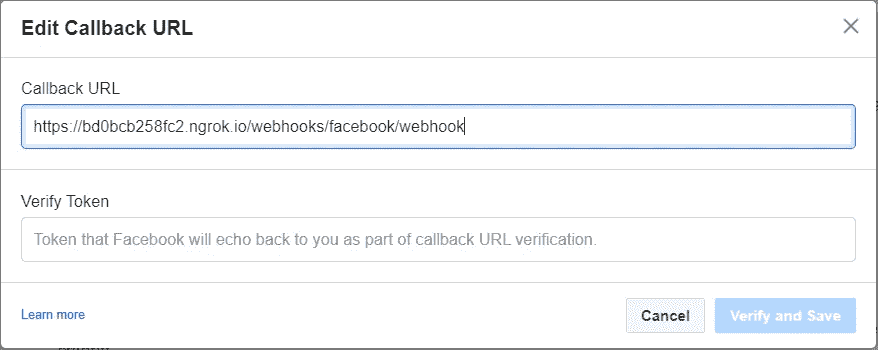 Edit Callback URL
Callback URL
https://bd0bcb258fc2.ngrok.io/webhooks/facebook/webhook
Verify Token
Token that Facebook will echo back to you as part of callback URL verification.
Learn more
Cancel
Verify and Save